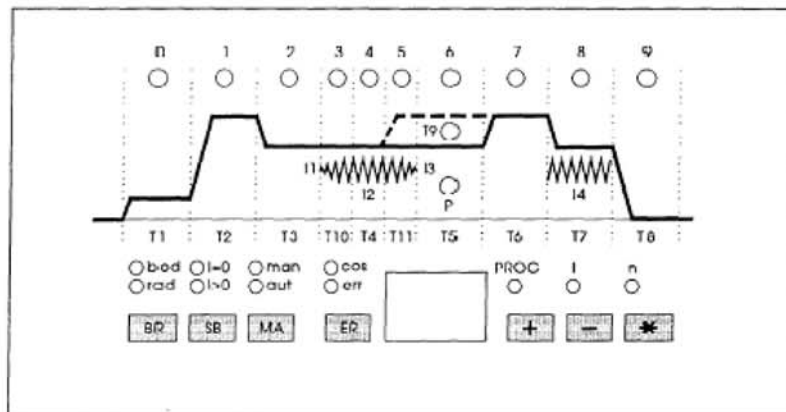 0 1 2 3 4 5 6 7 8 9
T9
I1 I3
I2 P I4
T1 T2 T3 T10 T4 T11 T5 T6 T7 T8
bod I=0 man cos PROC I n
rad I>0 aut err
BR SB MA ER + - *